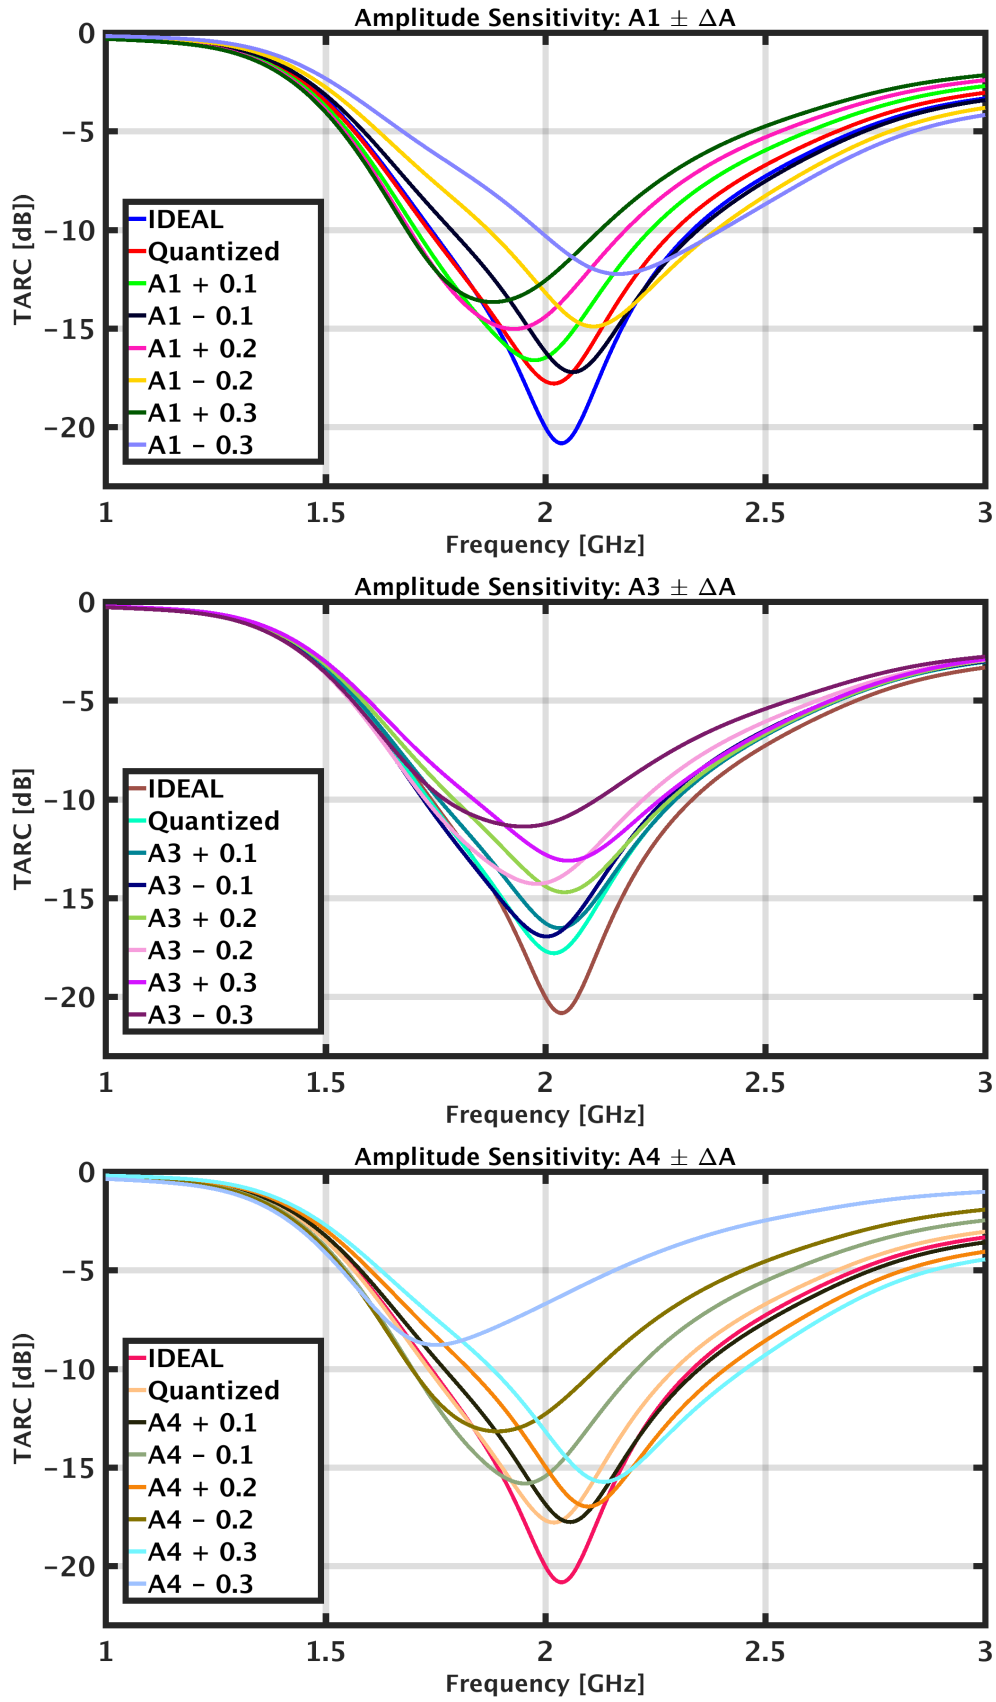 Amplitude Sensitivity: A1 ± ΔA
0
−5
−10
−15
−20
TARC [dB])
IDEAL
Quantized
A1 + 0.1
A1 − 0.1
A1 + 0.2
A1 − 0.2
A1 + 0.3
A1 − 0.3
1 1.5 2 2.5 3
Frequency [GHz]
Amplitude Sensitivity: A3 ± ΔA
0
−5
−10
−15
−20
TARC [dB]
IDEAL
Quantized
A3 + 0.1
A3 − 0.1
A3 + 0.2
A3 − 0.2
A3 + 0.3
A3 − 0.3
1 1.5 2 2.5 3
Frequency [GHz]
Amplitude Sensitivity: A4 ± ΔA
0
−5
−10
−15
−20
TARC [dB])
IDEAL
Quantized
A4 + 0.1
A4 − 0.1
A4 + 0.2
A4 − 0.2
A4 + 0.3
A4 − 0.3
1 1.5 2 2.5 3
Frequency [GHz]